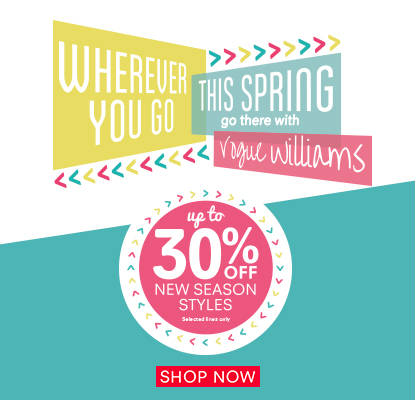 WHEREVER
YOU GO
THIS SPRING
go there with
vogue williams
up to
30% OFF
NEW SEASON
STYLES
Selected lines only
SHOP NOW